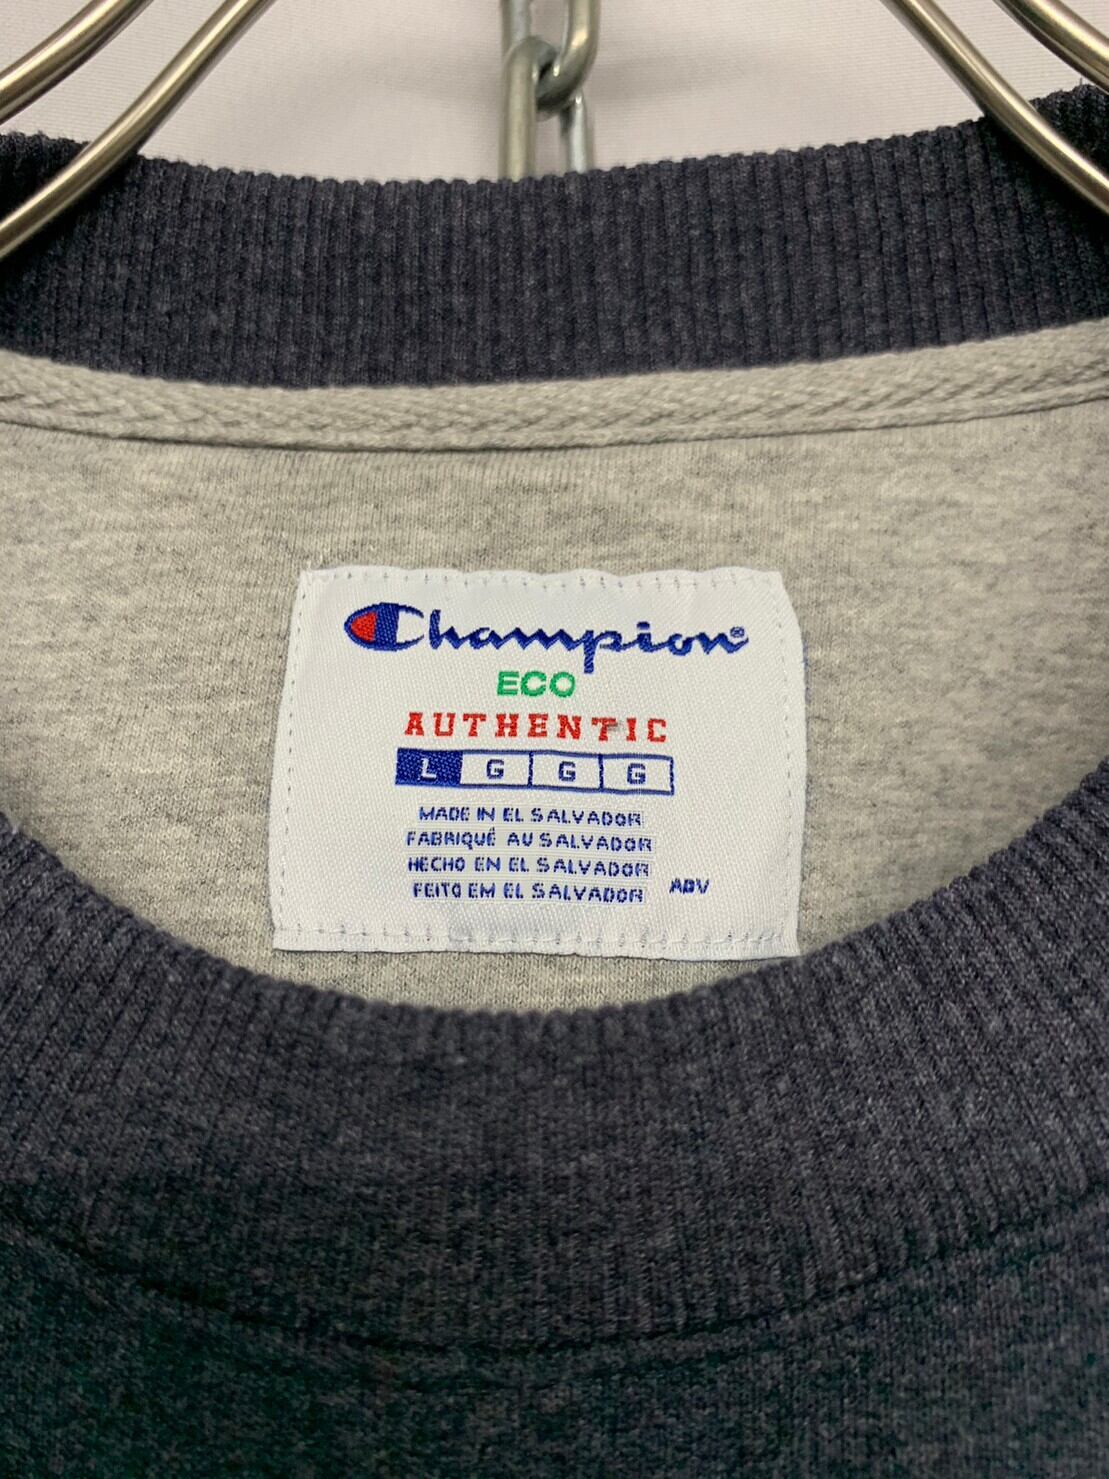 Champion®
ECO
AUTHENTIC
L G G G
MADE IN EL SALVADOR
FABRIQUÉ AU SALVADOR
HECHO EN EL SALVADOR
FEITO EM EL SALVADOR ABV